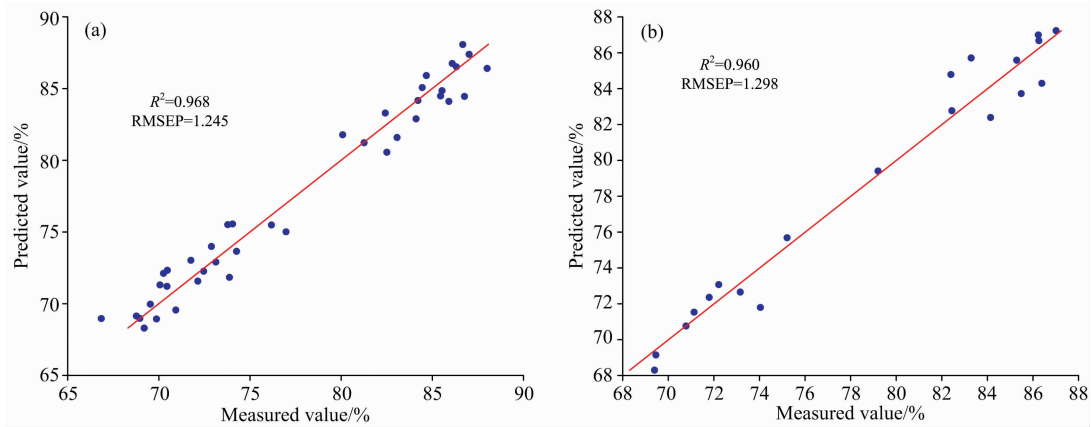 (a)
R²=0.968
RMSEP=1.245
90
85
80
75
70
65
Predicted value/%
65 70 75 80 85 90
Measured value/%
(b)
R²=0.960
RMSEP=1.298
88
86
84
82
80
78
76
74
72
70
68
Predicted value/%
68 70 72 74 76 78 80 82 84 86 88
Measured value/%